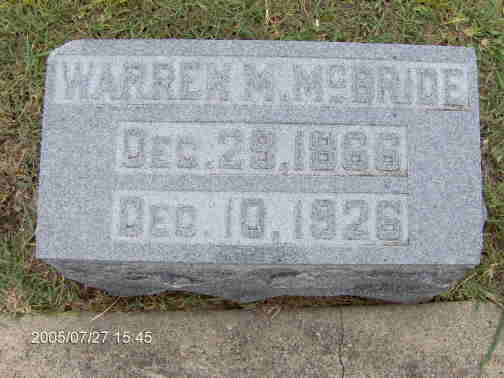 WARREN M. McBRIDE
DEC. 28, 1866
DEC. 10, 1926
2005/07/27 15:45